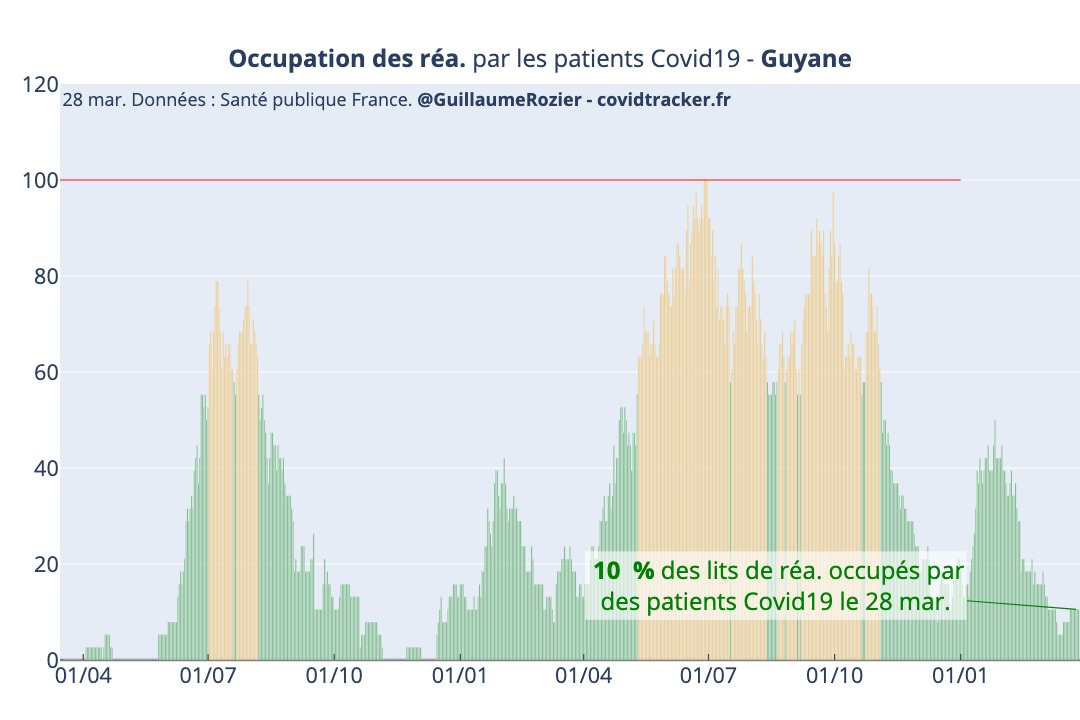 Occupation des réa. par les patients Covid19 - Guyane
28 mar. Données : Santé publique France. @GuillaumeRozier - covidtracker.fr
120
100
80
60
40
20
0
10 % des lits de réa. occupés par
des patients Covid19 le 28 mar.
01/04 01/07 01/10 01/01 01/04 01/07 01/10 01/01